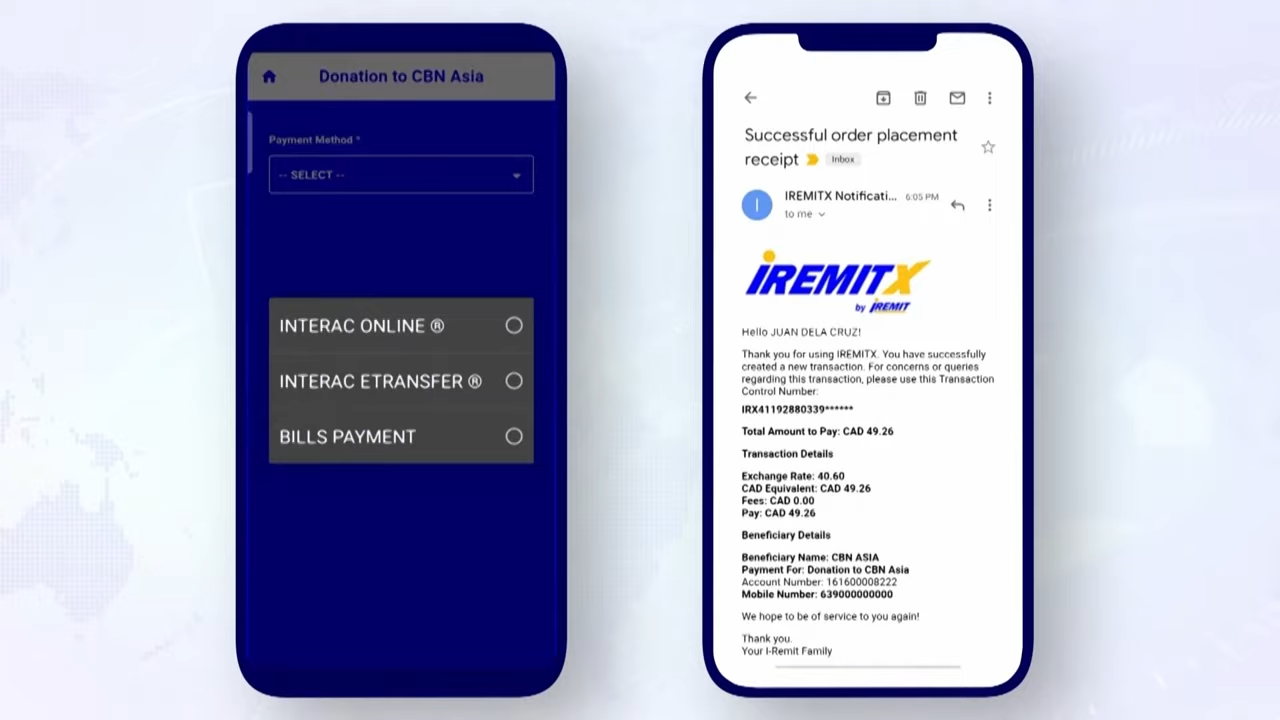 Donation to CBN Asia
Payment Method *
-- SELECT --
INTERAC ONLINE ®
INTERAC ETRANSFER ®
BILLS PAYMENT
Successful order placement
receipt
Inbox
I
IREMITX Notificati... 6:05 PM
to me
iREMITX
by iREMIT
Hello JUAN DELA CRUZ!
Thank you for using IREMITX. You have successfully
created a new transaction. For concerns or queries
regarding this transaction, please use this Transaction
Control Number:
IRX41192880339******
Total Amount to Pay: CAD 49.26
Transaction Details
Exchange Rate: 40.60
CAD Equivalent: CAD 49.26
Fees: CAD 0.00
Pay: CAD 49.26
Beneficiary Details
Beneficiary Name: CBN ASIA
Payment For: Donation to CBN Asia
Account Number: 161600008222
Mobile Number: 639000000000
We hope to be of service to you again!
Thank you.
Your I-Remit Family